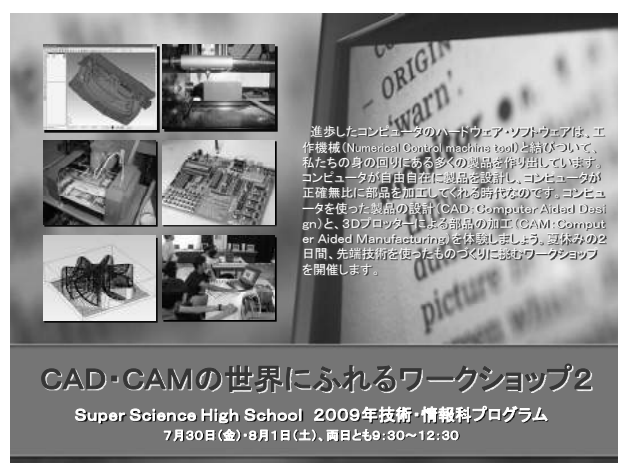 ORIGIN
warn'.
進歩したコンピュータのハードウェア・ソフトウェアは、工
作機械(Numerical Control machine tool)と結びついて、
私たちの身の回りにある多くの製品を作り出しています。
コンピュータが自由自在に製品を設計し、コンピュータが
正確無比に部品を加工してくれる時代なのです。コンピュ
ータを使った製品の設計(CAD:Computer Aided Desi
gn)と、3Dプロッターによる部品の加工(CAM:Comput
er Aided Manufacturing)を体験しましょう。夏休みの2
日間、先端技術を使ったものづくりに挑むワークショップ
を開催します。
picture
CAD・CAMの世界にふれるワークショップ2
Super Science High School 2009年技術・情報科プログラム
7月30日(金)・8月1日(土)、両日とも9:30～12:30